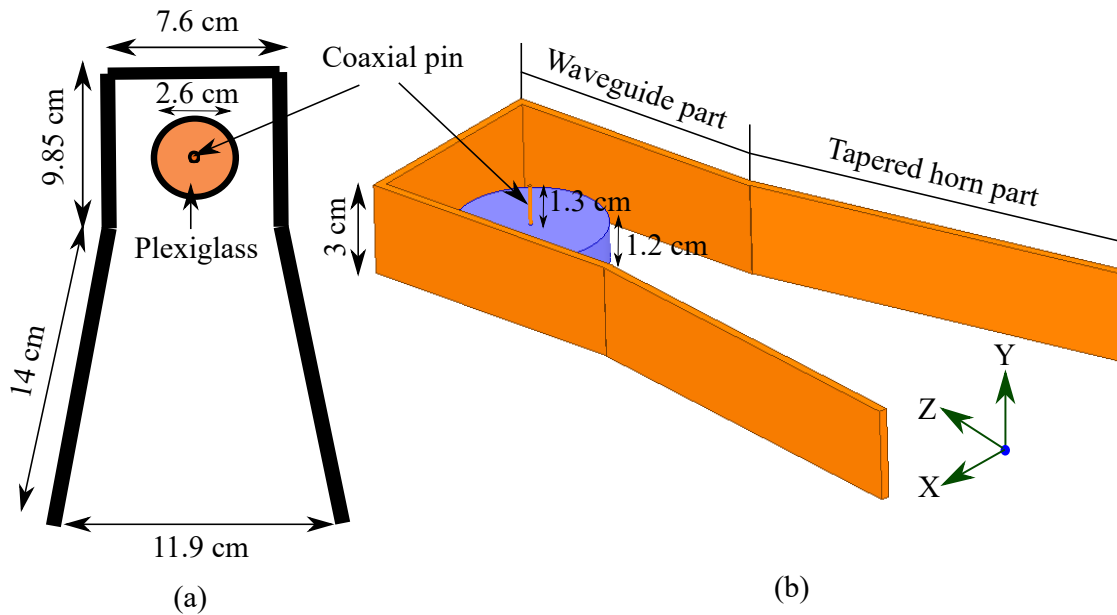 7.6 cm
Coaxial pin
2.6 cm
9.85 cm
Plexiglass
14 cm
11.9 cm
(a)
Waveguide part
Tapered horn part
1.3 cm
3 cm
1.2 cm
Y
Z
X
(b)